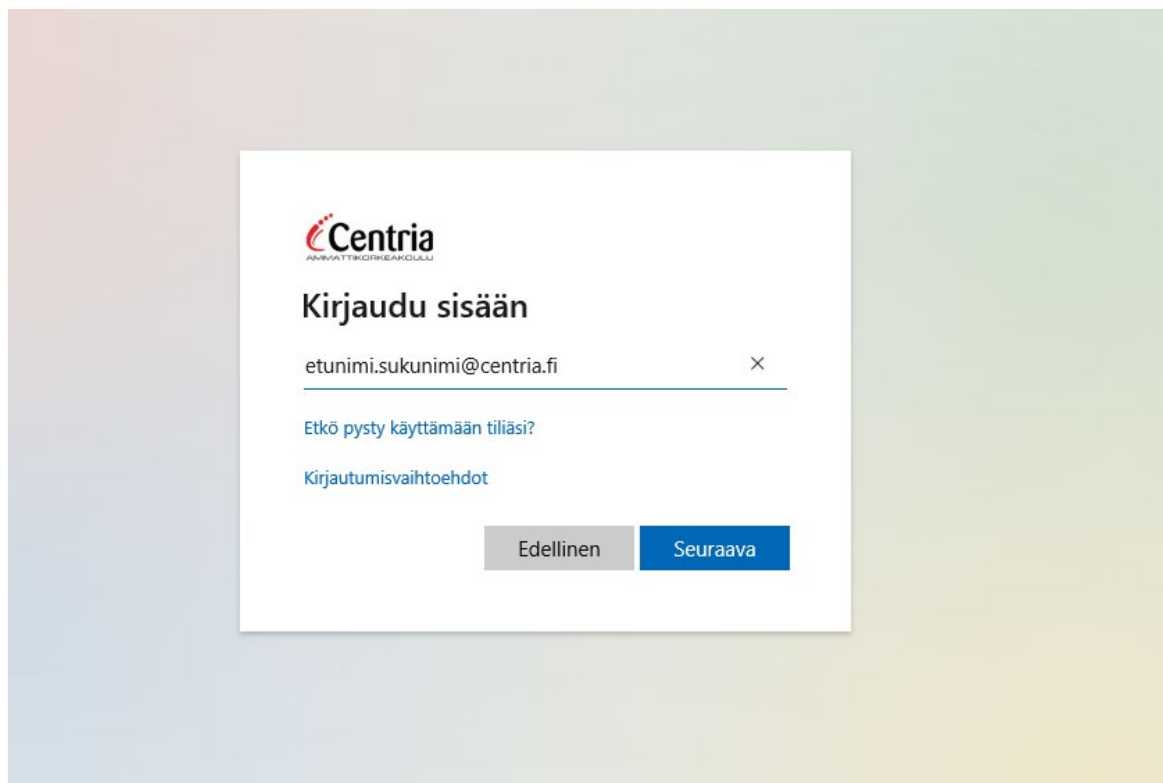 Centria
AMMATTIKORKEAKOULU
Kirjaudu sisään
etunimi.sukunimi@centria.fi
Etkö pysty käyttämään tiliäsi?
Kirjautumisvaihtoehdot
Edellinen Seuraava